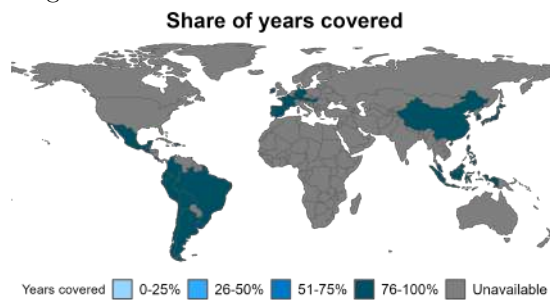 Share of years covered
Years covered 0-25% 26-50% 51-75% 76-100% Unavailable